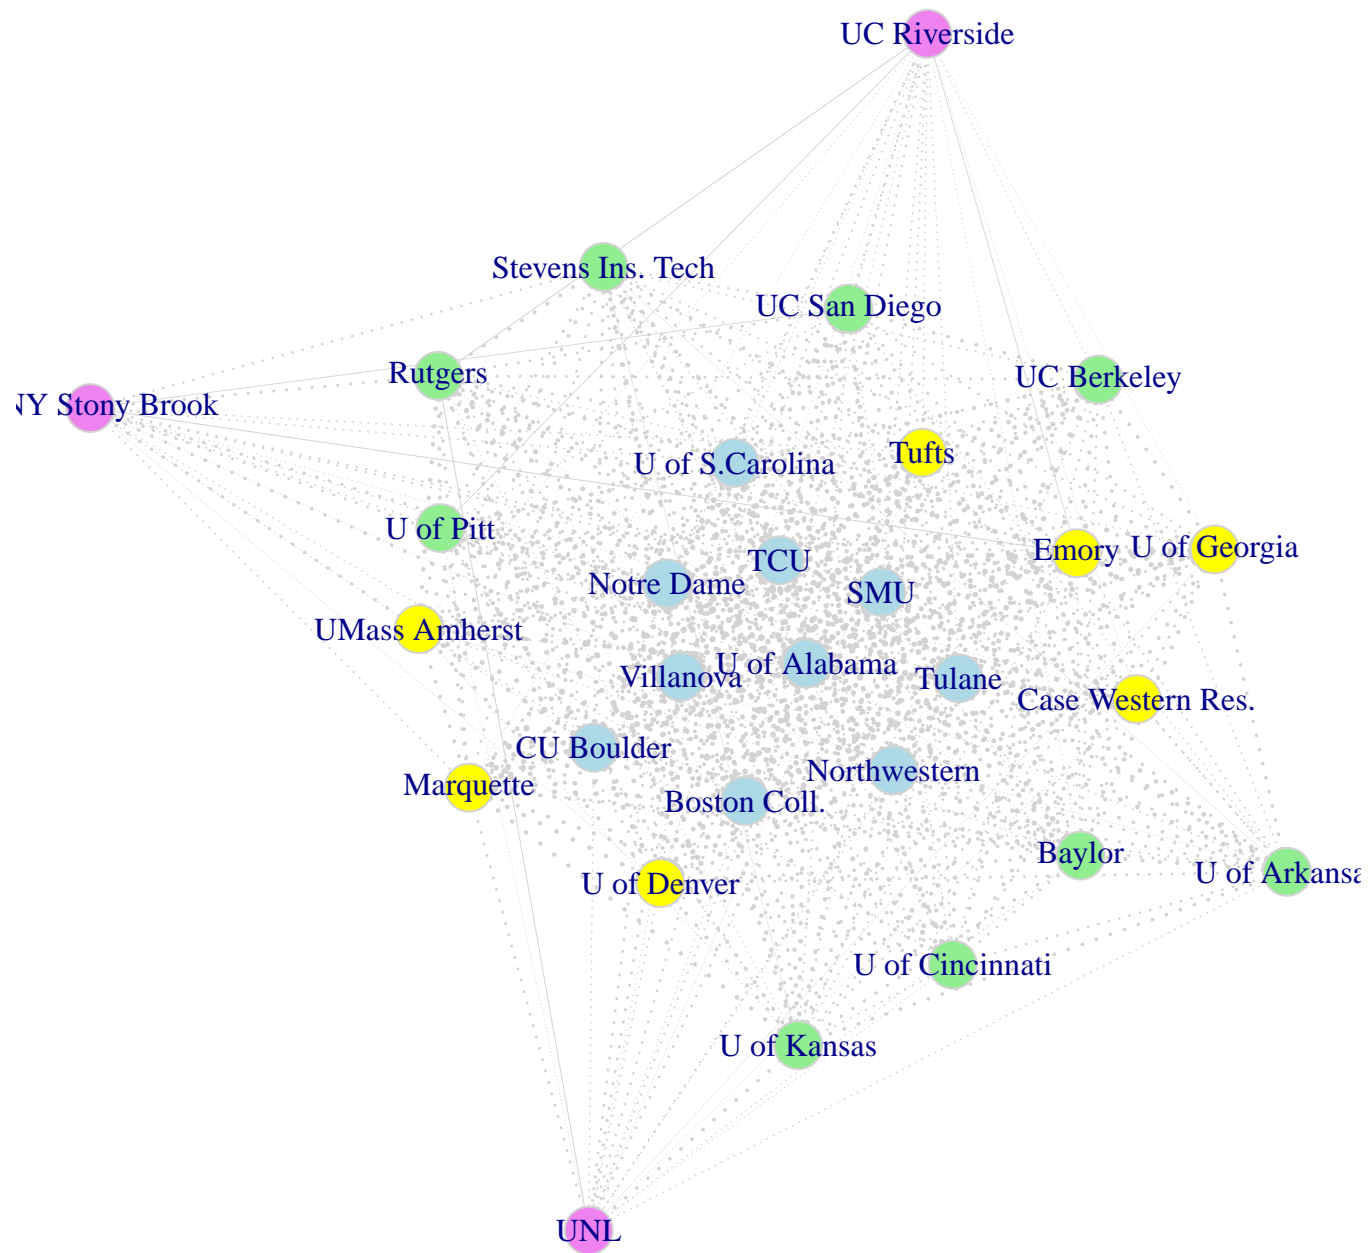 UC Riverside
Stevens Ins. Tech
UC San Diego
Rutgers
UC Berkeley
NY Stony Brook
U of S.Carolina
Tufts
U of Pitt
TCU
Emory
U of Georgia
Notre Dame
SMU
UMass Amherst
Villanova
U of Alabama
Tulane
Case Western Res.
CU Boulder
Northwestern
Marquette
Boston Coll.
Baylor
U of Arkansa
U of Denver
U of Cincinnati
U of Kansas
UNL